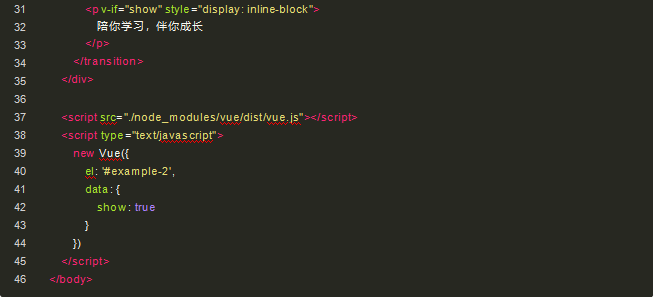 31 <p v-if="show" style="display: inline-block">
32 陪你学习，伴你成长
33 </p>
34 </transition>
35 </div>
36
37 <script src="./node_modules/vue/dist/vue.js"></script>
38 <script type="text/javascript">
39 new Vue({
40 el: '#example-2',
41 data: {
42 show: true
43 }
44 })
45 </script>
46 </body>